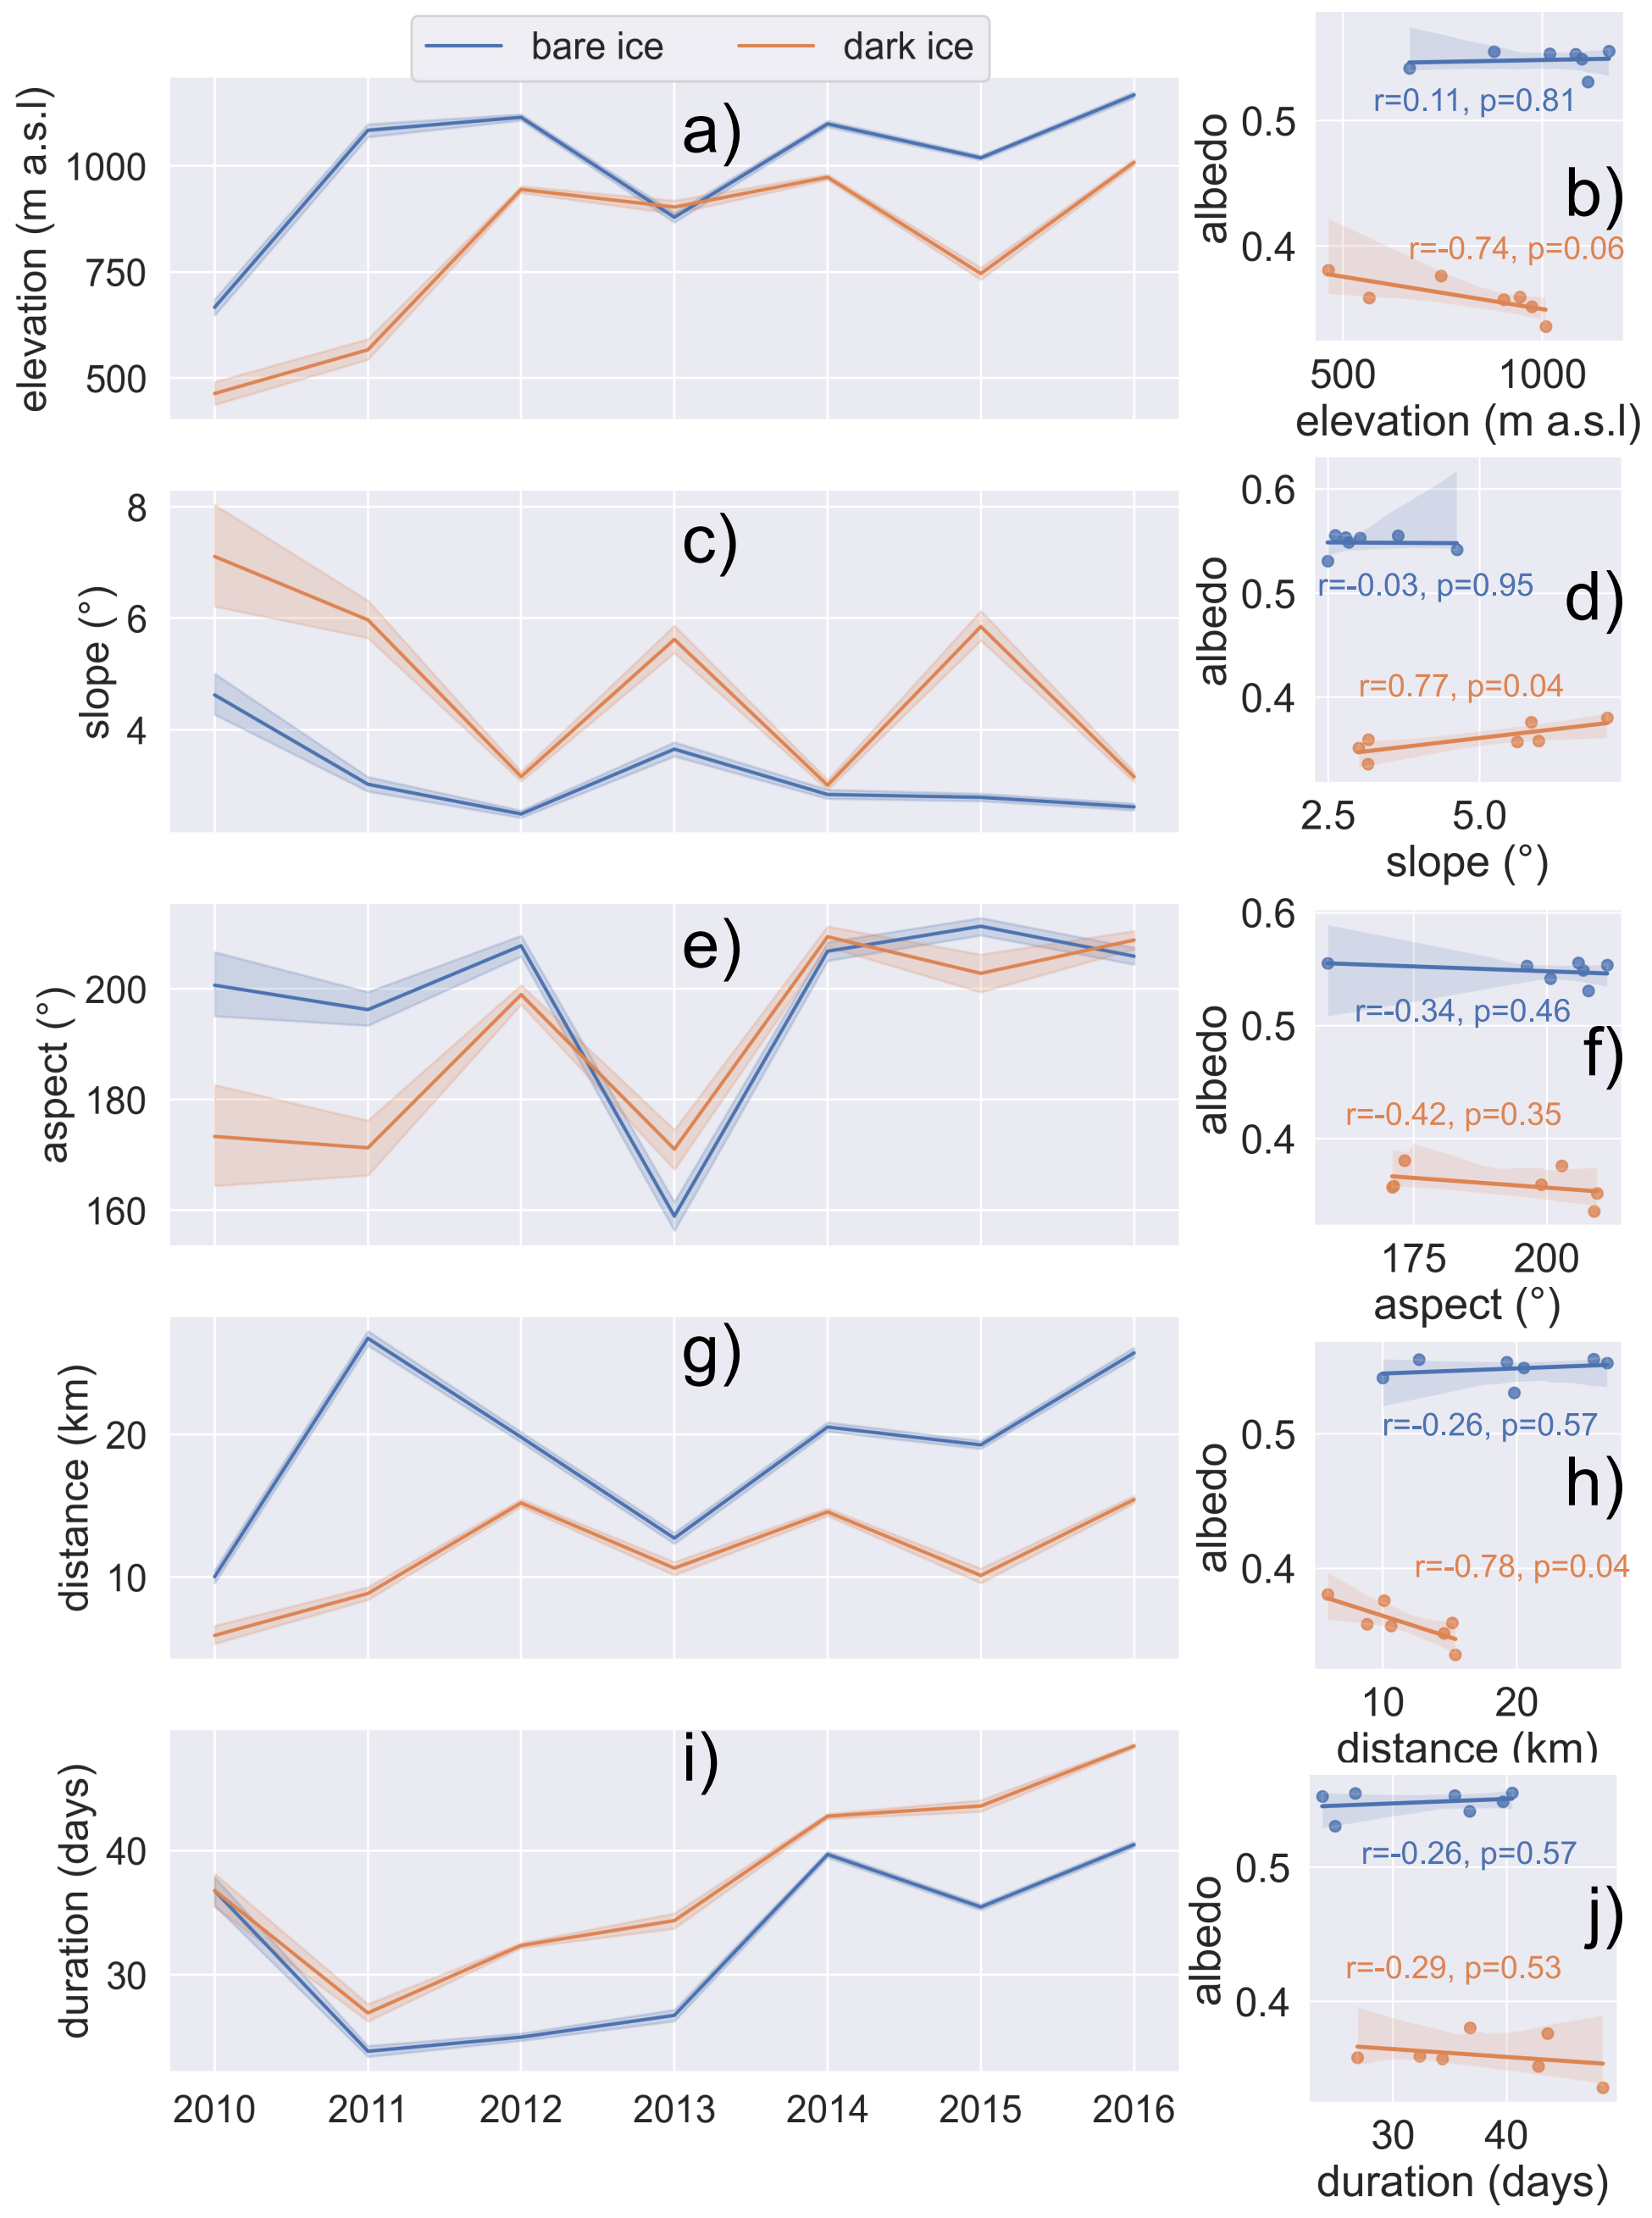 bare ice
dark ice
a)
elevation (m a.s.l)
1000
750
500
b)
albedo
0.5
0.4
r=0.11, p=0.81
r=-0.74, p=0.06
500
1000
elevation (m a.s.l)
c)
slope (°)
8
6
4
d)
albedo
0.6
0.5
0.4
r=-0.03, p=0.95
r=0.77, p=0.04
2.5
5.0
slope (°)
e)
aspect (°)
200
180
160
f)
albedo
0.6
0.5
0.4
r=-0.34, p=0.46
r=-0.42, p=0.35
175
200
aspect (°)
g)
distance (km)
20
10
h)
albedo
0.5
0.4
r=-0.26, p=0.57
r=-0.78, p=0.04
10
20
distance (km)
i)
duration (days)
40
30
2010
2011
2012
2013
2014
2015
2016
j)
albedo
0.5
0.4
r=-0.26, p=0.57
r=-0.29, p=0.53
30
40
duration (days)